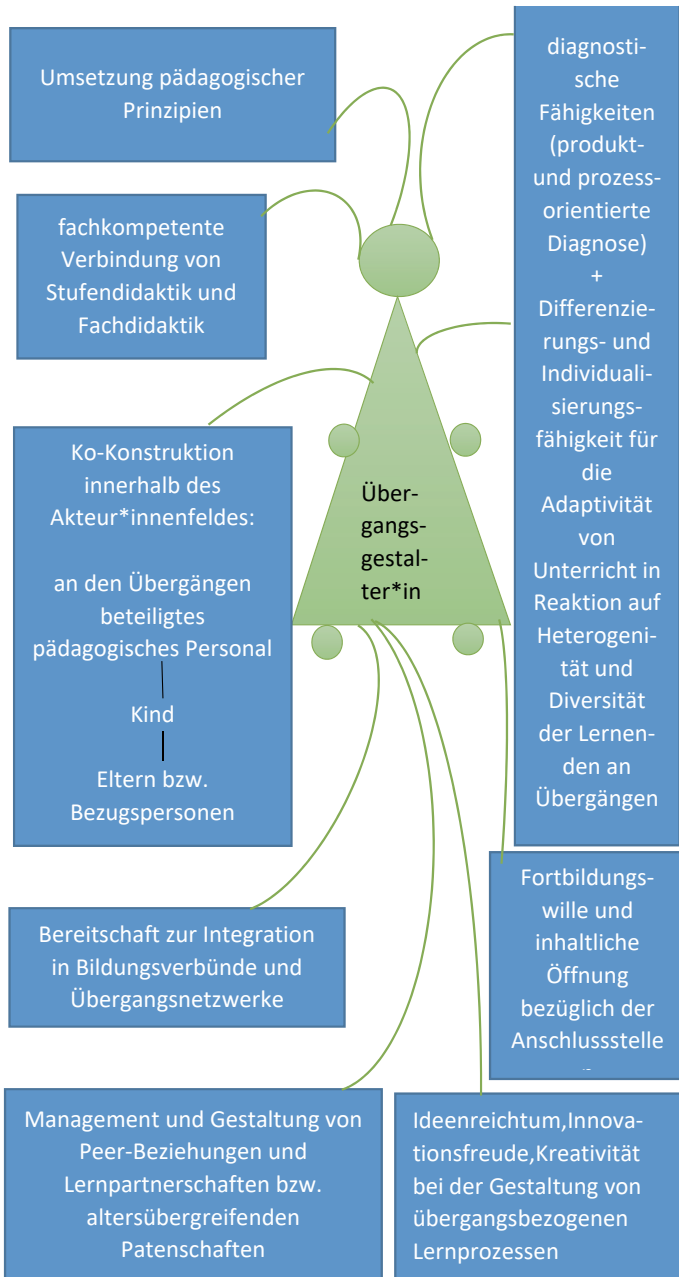 Umsetzung pädagogischer
Prinzipien
fachkompetente
Verbindung von
Stufendidaktik und
Fachdidaktik
diagnosti-
sche
Fähigkeiten
(produkt-
und prozess-
orientierte
Diagnose)
+
Differenzie-
rungs- und
Individuali-
sierungs-
fähigkeit für
die
Adaptivität
von
Unterricht in
Reaktion auf
Heterogeni-
tät und
Diversität
der Lernen-
den an
Übergängen
Ko-Konstruktion
innerhalb des
Akteur*innenfeldes:
an den Übergängen
beteiligtes
pädagogisches Personal
Kind
Eltern bzw.
Bezugspersonen
Über-
gangs-
gestal-
ter*in
Fortbildungs-
wille und
inhaltliche
Öffnung
bezüglich der
Anschlussstelle
Bereitschaft zur Integration
in Bildungsverbünde und
Übergangsnetzwerke
Management und Gestaltung von
Peer-Beziehungen und
Lernpartnerschaften bzw.
altersübergreifenden
Patenschaften
Ideenreichtum,Innova-
tionsfreude,Kreativität
bei der Gestaltung von
übergangsbezogenen
Lernprozessen